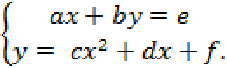 ax + by = e
y = cx² + dx + f.